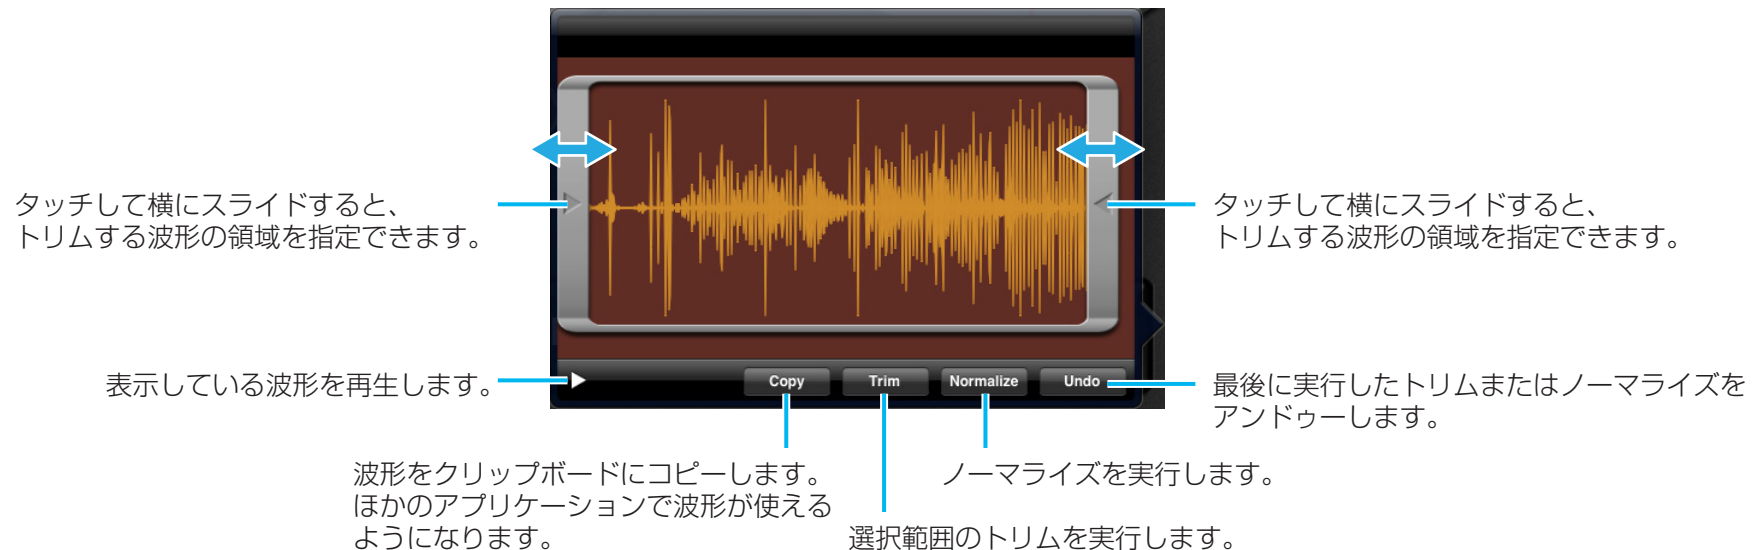 タッチして横にスライドすると、
トリムする波形の領域を指定できます。
タッチして横にスライドすると、
トリムする波形の領域を指定できます。
表示している波形を再生します。
Copy
Trim
Normalize
Undo
最後に実行したトリムまたはノーマライズを
アンドゥーします。
波形をクリップボードにコピーします。
ほかのアプリケーションで波形が使える
ようになります。
ノーマライズを実行します。
選択範囲のトリムを実行します。